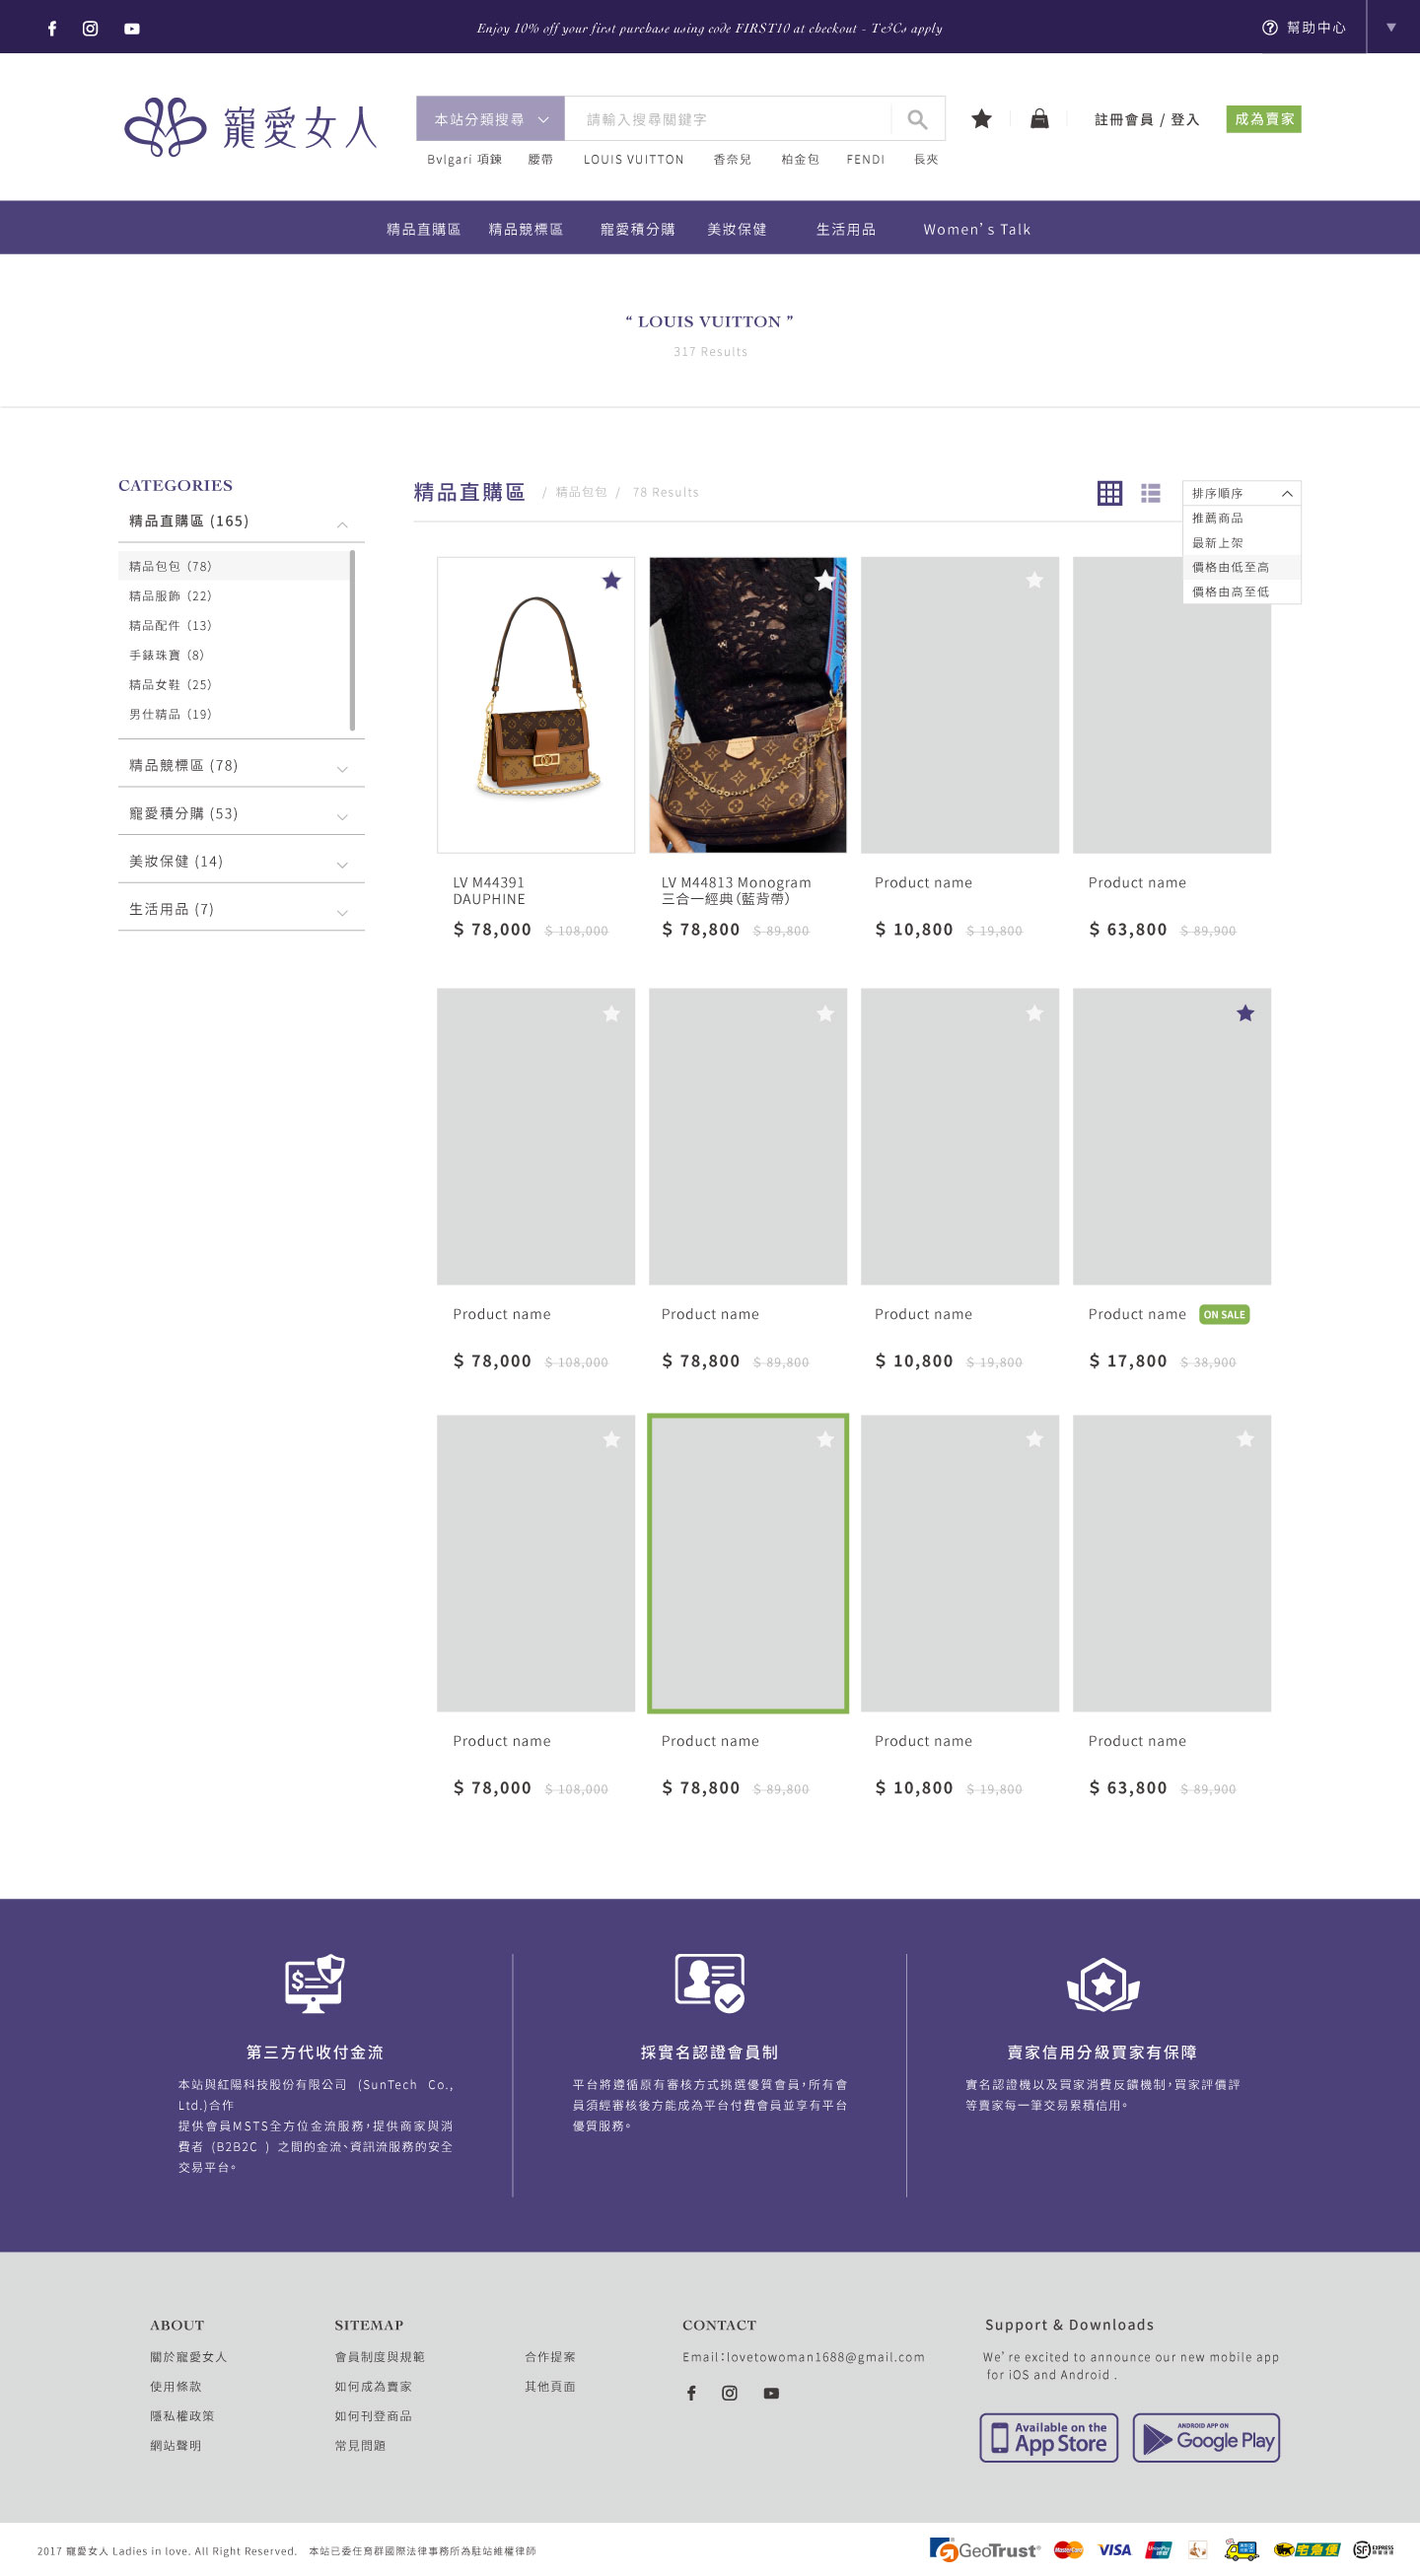 Enjoy 10% off your first purchase using code FIRST10 at checkout - T&Cs apply
幫助中心
寵愛女人
本站分類搜尋
請輸入搜尋關鍵字
註冊會員 / 登入
成為賣家
Bvlgari 項鍊 腰帶 LOUIS VUITTON 香奈兒 柏金包 FENDI 長夾
精品直購區 精品競標區 寵愛積分購 美妝保健 生活用品 Women's Talk
“ LOUIS VUITTON ”
317 Results
CATEGORIES
精品直購區 (165)
精品包包 (78)
精品服飾 (22)
精品配件 (13)
手錶珠寶 (8)
精品女鞋 (25)
男仕精品 (19)
精品競標區 (78)
寵愛積分購 (53)
美妝保健 (14)
生活用品 (7)
精品直購區 / 精品包包 / 78 Results
排序順序
推薦商品
最新上架
價格由低至高
價格由高至低
LV M44391
DAUPHINE
$ 78,000 $ 108,000
LV M44813 Monogram
三合一經典(藍背帶)
$ 78,800 $ 89,800
Product name
$ 10,800 $ 19,800
Product name
$ 63,800 $ 89,900
Product name
$ 78,000 $ 108,000
Product name
$ 78,800 $ 89,800
Product name
$ 10,800 $ 19,800
Product name ON SALE
$ 17,800 $ 38,900
Product name
$ 78,000 $ 108,000
Product name
$ 78,800 $ 89,800
Product name
$ 10,800 $ 19,800
Product name
$ 63,800 $ 89,900
第三方代收付金流
本站與紅陽科技股份有限公司 (SunTech Co.,
Ltd.)合作
提供會員MSTS全方位金流服務,提供商家與消
費者 (B2B2C ) 之間的金流、資訊流服務的安全
交易平台。
採實名認證會員制
平台將遵循原有審核方式挑選優質會員,所有會
員須經審核後方能成為平台付費會員並享有平台
優質服務。
賣家信用分級買家有保障
實名認證機以及買家消費反饋機制,買家評價評
等賣家每一筆交易累積信用。
ABOUT
關於寵愛女人
使用條款
隱私權政策
網站聲明
SITEMAP
會員制度與規範
如何成為賣家
如何刊登商品
常見問題
合作提案
其他頁面
CONTACT
Email:lovetowoman1688@gmail.com
Support & Downloads
We're excited to announce our new mobile app
for iOS and Android .
Available on the
App Store
ANDROID APP ON
Google Play
2017 寵愛女人 Ladies in love. All Right Reserved. 本站已委任育群國際法律事務所為駐站維權律師
GeoTrust MasterCard VISA UnionPay 宅急便 SF EXPRESS